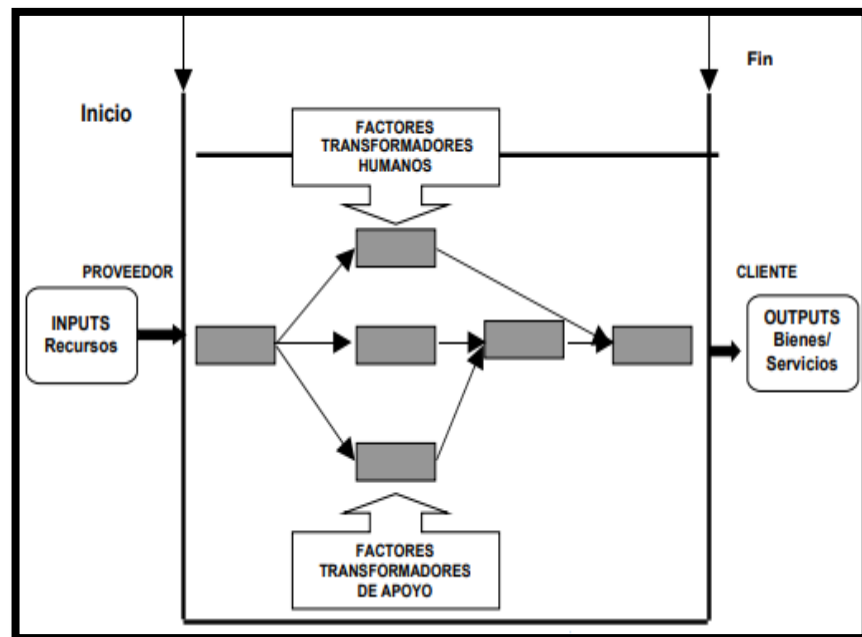 Fin
Inicio
FACTORES
TRANSFORMADORES
HUMANOS
PROVEEDOR
CLIENTE
INPUTS
Recursos
OUTPUTS
Bienes/
Servicios
FACTORES
TRANSFORMADORES
DE APOYO